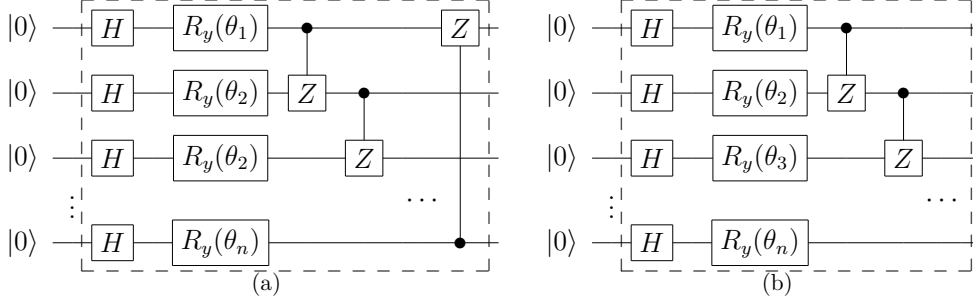 |0⟩ H R_y(θ_1) Z |0⟩ H R_y(θ_1)
|0⟩ H R_y(θ_2) Z |0⟩ H R_y(θ_2) Z
|0⟩ H R_y(θ_2) Z |0⟩ H R_y(θ_3) Z
⋮ ⋯ ⋮ ⋯
|0⟩ H R_y(θ_n) |0⟩ H R_y(θ_n)
(a) (b)